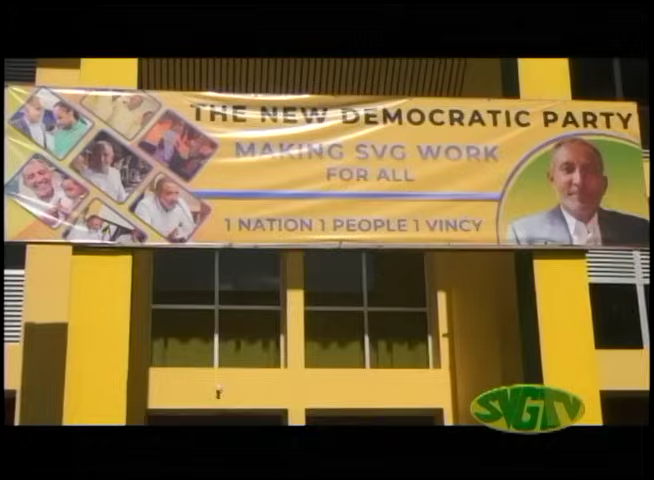 THE NEW DEMOCRATIC PARTY
MAKING SVG WORK
FOR ALL
1 NATION 1 PEOPLE 1 VINCY
SVGTV